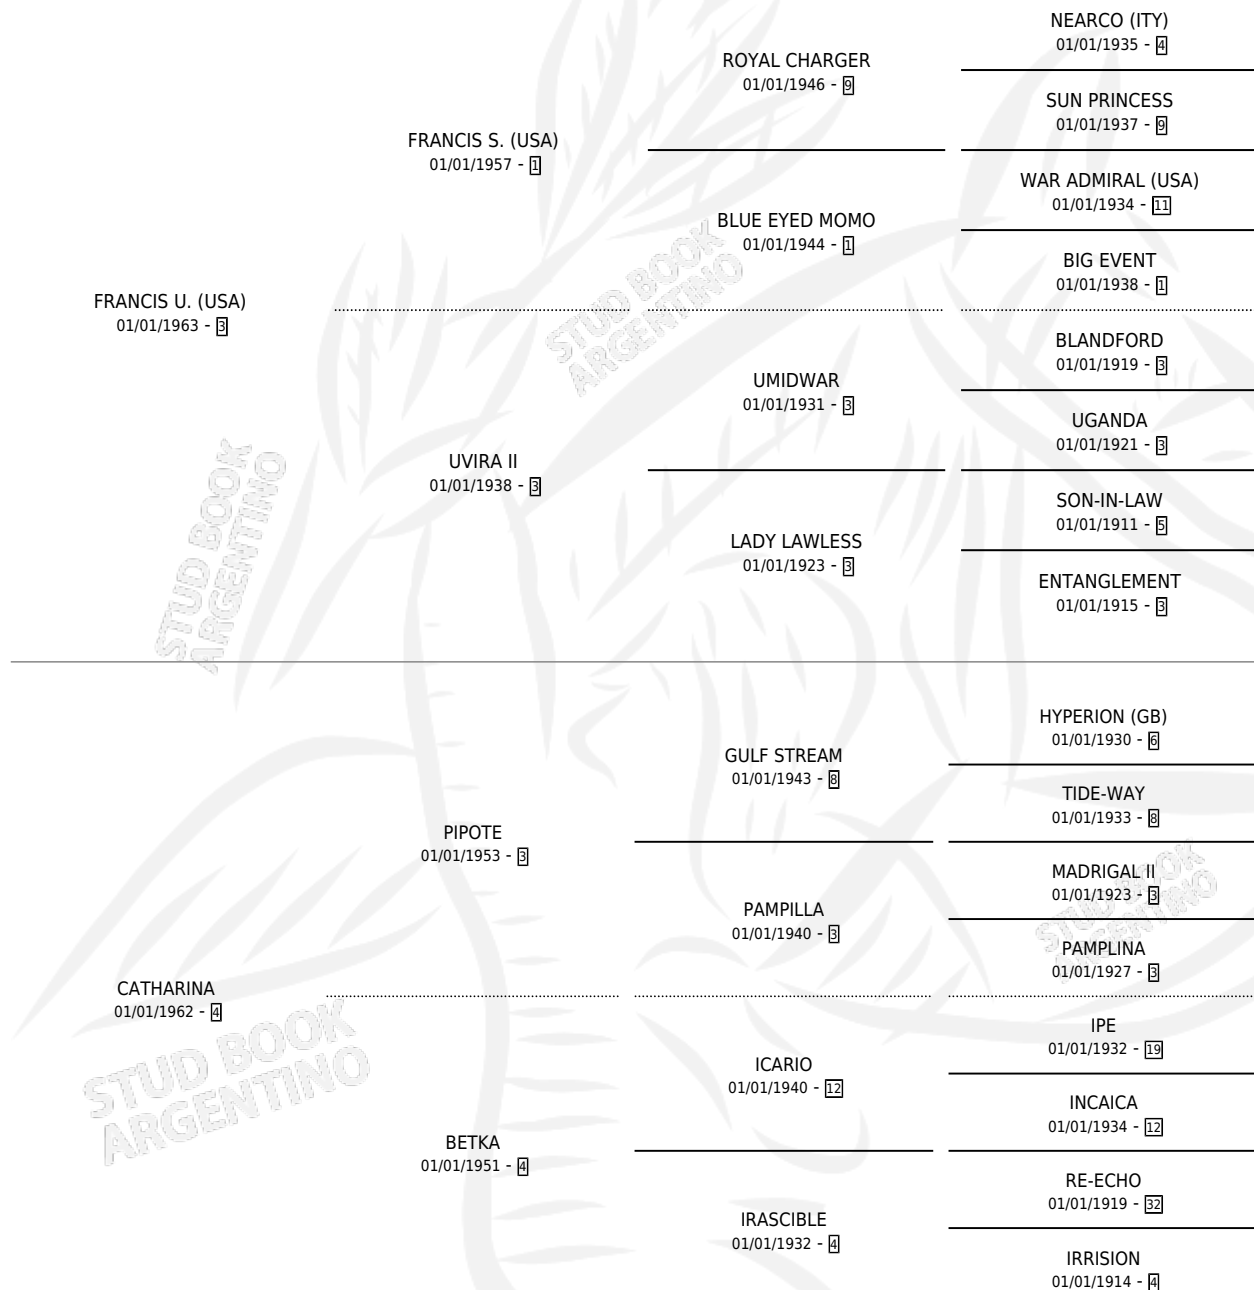 NEARCO (ITY)
01/01/1935 - 4
ROYAL CHARGER
01/01/1946 - 9
SUN PRINCESS
01/01/1937 - 9
FRANCIS S. (USA)
01/01/1957 - 1
WAR ADMIRAL (USA)
01/01/1934 - 11
BLUE EYED MOMO
01/01/1944 - 1
BIG EVENT
01/01/1938 - 1
FRANCIS U. (USA)
01/01/1963 - 3
BLANDFORD
01/01/1919 - 3
UMIDWAR
01/01/1931 - 3
UGANDA
01/01/1921 - 3
UVIRA II
01/01/1938 - 3
SON-IN-LAW
01/01/1911 - 5
LADY LAWLESS
01/01/1923 - 3
ENTANGLEMENT
01/01/1915 - 3
HYPERION (GB)
01/01/1930 - 6
GULF STREAM
01/01/1943 - 8
TIDE-WAY
01/01/1933 - 8
PIPOTE
01/01/1953 - 3
MADRIGAL II
01/01/1923 - 3
PAMPILLA
01/01/1940 - 3
PAMPLINA
01/01/1927 - 3
CATHARINA
01/01/1962 - 4
IPE
01/01/1932 - 19
ICARIO
01/01/1940 - 12
INCAICA
01/01/1934 - 12
BETKA
01/01/1951 - 4
RE-ECHO
01/01/1919 - 32
IRASCIBLE
01/01/1932 - 4
IRRISION
01/01/1914 - 4
STUD BOOK
ARGENTINO
STUD BOOK
ARGENTINO
STUD BOOK
ARGENTINO
STUD BOOK
ARGENTINO